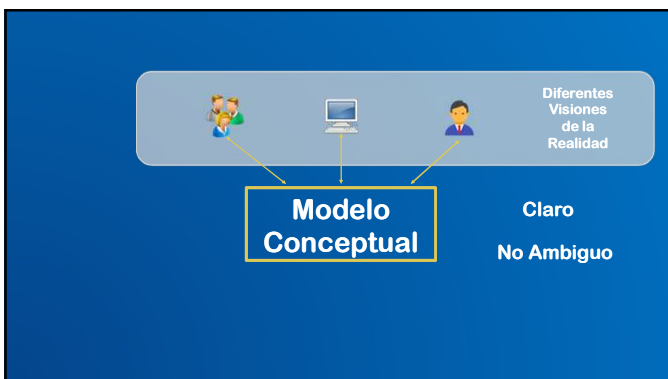 Diferentes
Visiones
de la
Realidad
Modelo
Conceptual
Claro
No Ambiguo